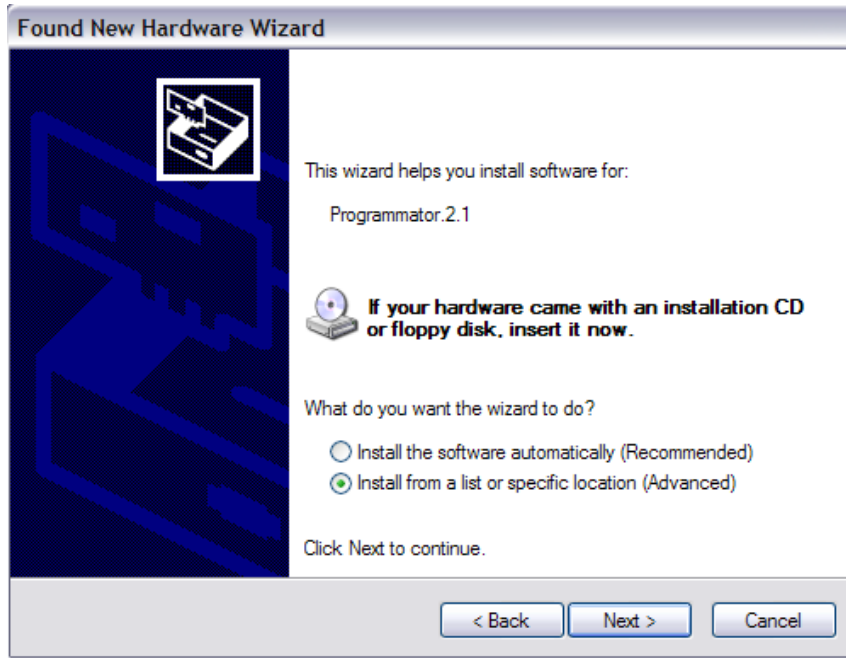 Found New Hardware Wizard
This wizard helps you install software for:
Programmator.2.1
If your hardware came with an installation CD
or floppy disk, insert it now.
What do you want the wizard to do?
Install the software automatically (Recommended)
Install from a list or specific location (Advanced)
Click Next to continue.
< Back Next > Cancel